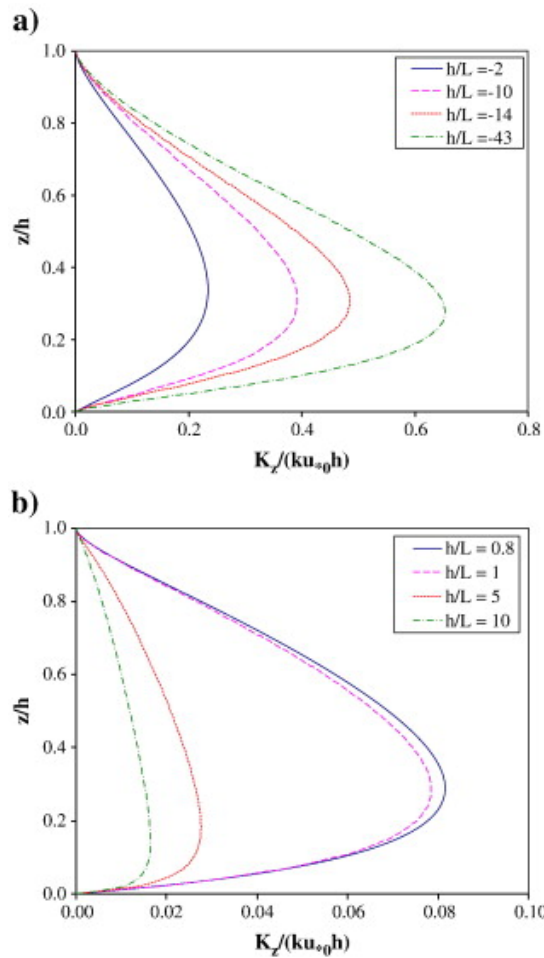 a)
1.0
0.8
0.6
0.4
0.2
0.0
z/h
h/L =-2
h/L =-10
h/L =-14
h/L =-43
0.0 0.2 0.4 0.6 0.8
Kz/(ku*0h)
b)
1.0
0.8
0.6
0.4
0.2
0.0
z/h
h/L = 0.8
h/L = 1
h/L = 5
h/L = 10
0.00 0.02 0.04 0.06 0.08 0.10
Kz/(ku*0h)